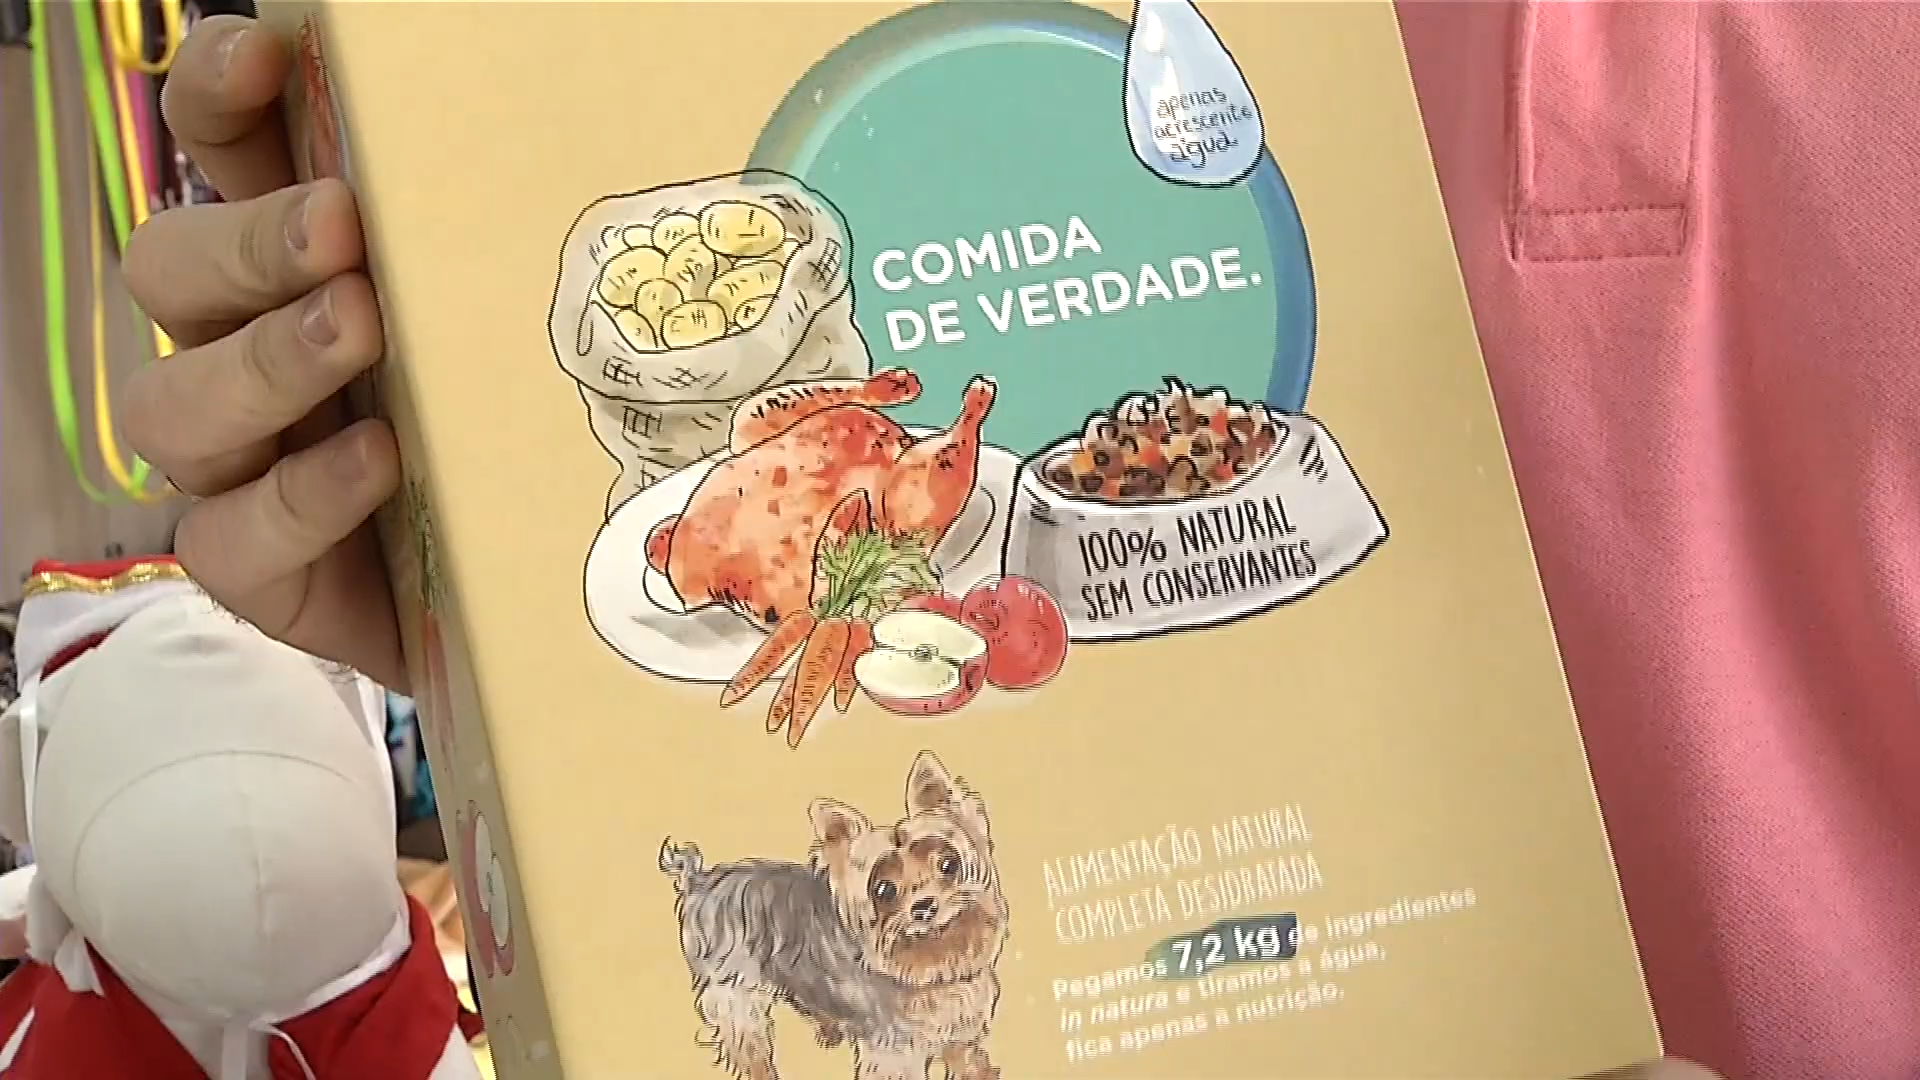 apenas
acrescente
água
COMIDA
DE VERDADE.
100% NATURAL
SEM CONSERVANTES
ALIMENTAÇÃO NATURAL
COMPLETA DESIDRATADA
Pegamos 7,2 kg de ingredientes
in natura e tiramos a água,
fica apenas a nutrição.